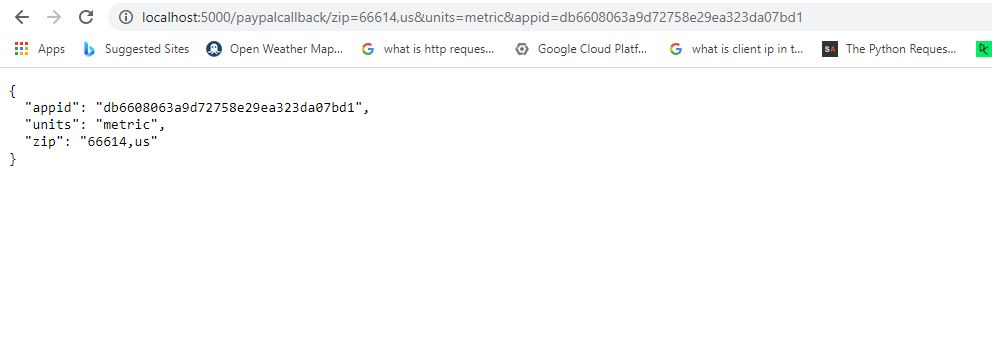 localhost:5000/paypalcallback/zip=66614,us&units=metric&appid=db6608063a9d72758e29ea323da07bd1
Apps Suggested Sites Open Weather Map... what is http reques... Google Cloud Platf... what is client ip in t... SA The Python Reques... DC
{
  "appid": "db6608063a9d72758e29ea323da07bd1",
  "units": "metric",
  "zip": "66614,us"
}